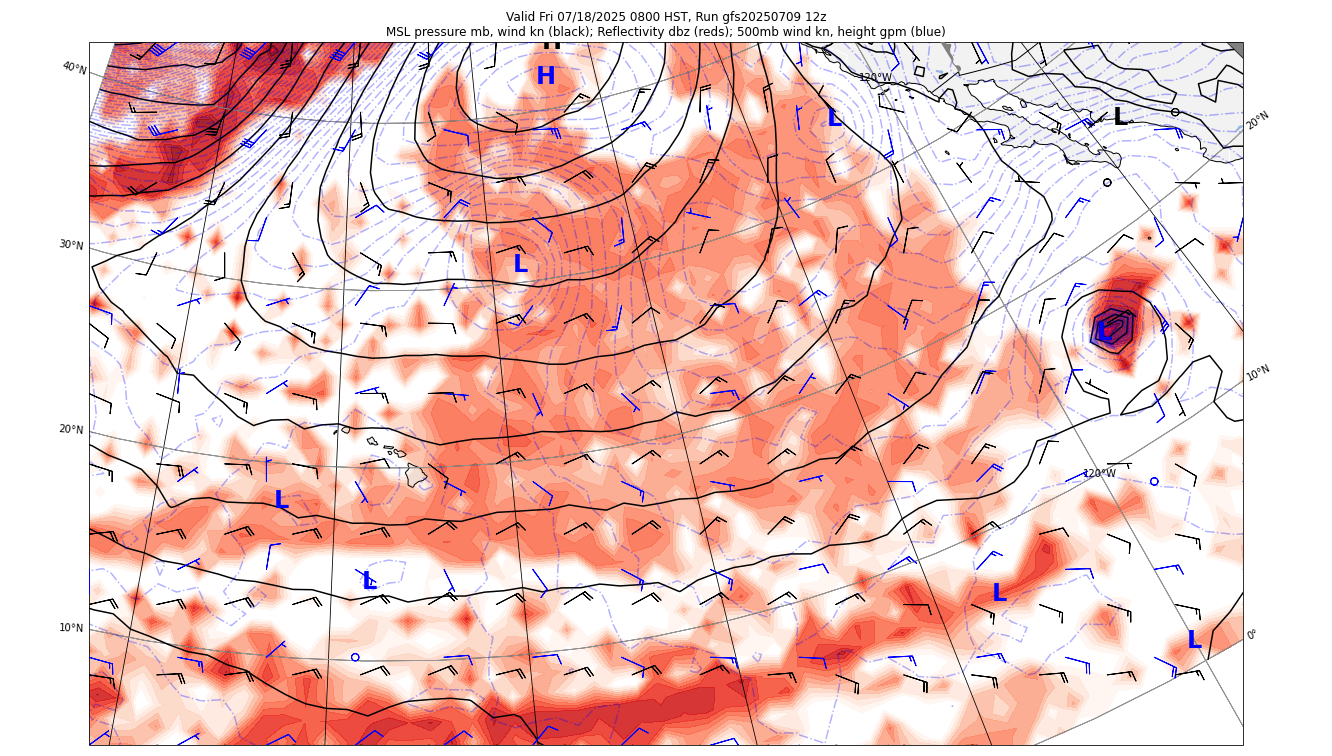 Valid Fri 07/18/2025 0800 HST, Run gfs20250709 12z
MSL pressure mb, wind kn (black); Reflectivity dbz (reds); 500mb wind kn, height gpm (blue)
H
H
40°N
120°W
L
L
20°N
30°N
L
L
10°N
20°N
120°W
L
L
L
10°N
L
0°